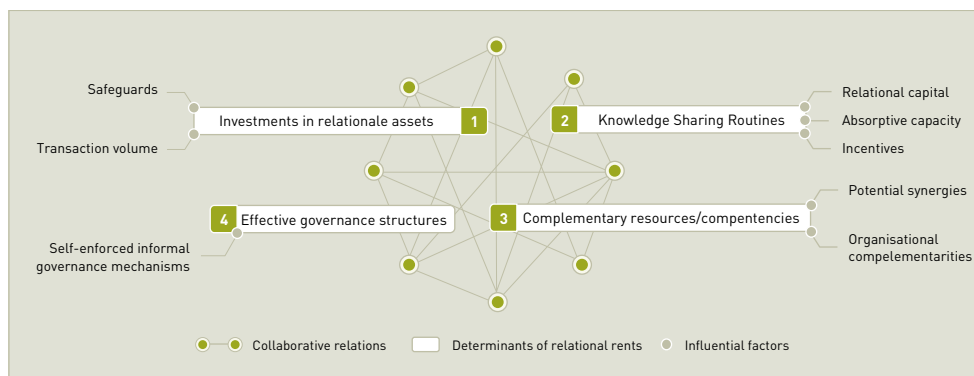 Safeguards
Transaction volume
Investments in relationale assets
1
2
Knowledge Sharing Routines
Relational capital
Absorptive capacity
Incentives
4
Effective governance structures
Self-enforced informal
governance mechanisms
3
Complementary resources/compentencies
Potential synergies
Organisational
compelementarities
Collaborative relations
Determinants of relational rents
Influential factors